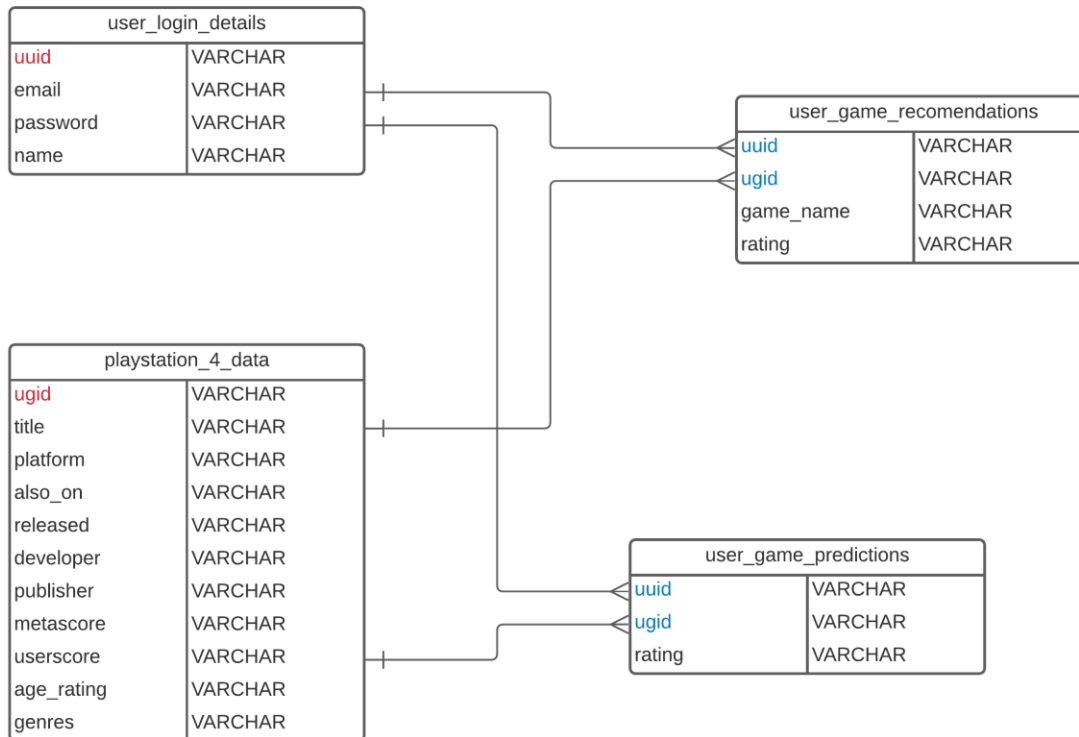 user_login_details
uuid VARCHAR
email VARCHAR
password VARCHAR
name VARCHAR
user_game_recomendations
uuid VARCHAR
ugid VARCHAR
game_name VARCHAR
rating VARCHAR
playstation_4_data
ugid VARCHAR
title VARCHAR
platform VARCHAR
also_on VARCHAR
released VARCHAR
developer VARCHAR
publisher VARCHAR
metascore VARCHAR
userscore VARCHAR
age_rating VARCHAR
genres VARCHAR
user_game_predictions
uuid VARCHAR
ugid VARCHAR
rating VARCHAR